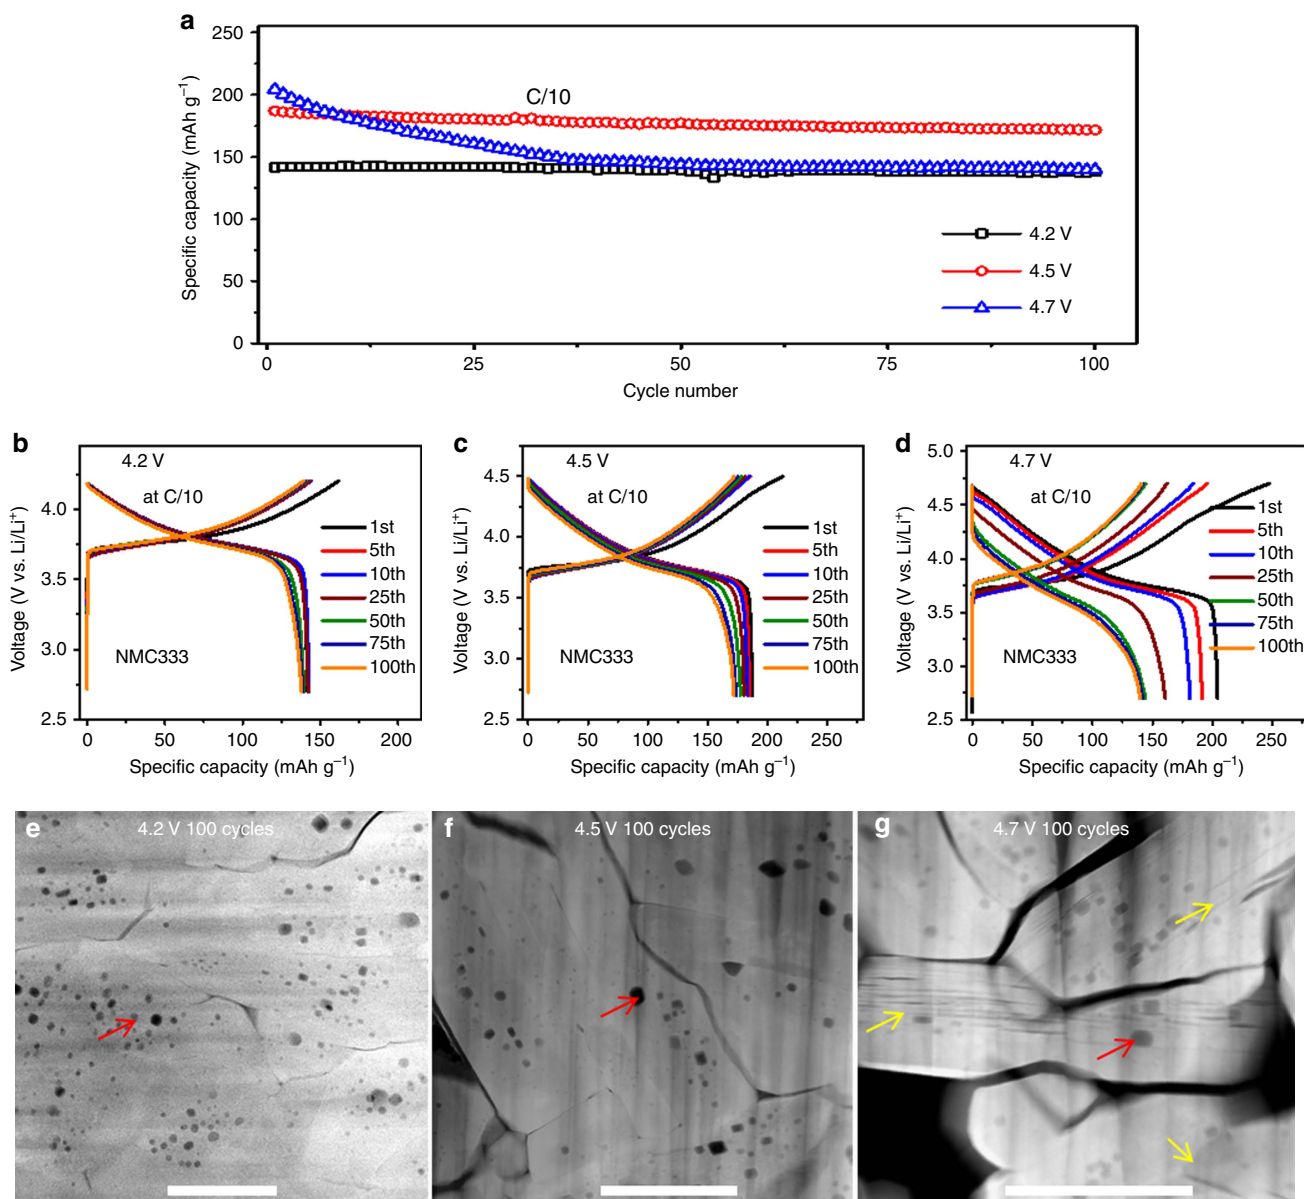 a
250
200
150
100
50
0
Specific capacity (mAh g⁻¹)
C/10
4.2 V
4.5 V
4.7 V
0 25 50 75 100
Cycle number
b
4.2 V
at C/10
4.0
3.5
3.0
2.5
Voltage (V vs. Li/Li⁺)
1st
5th
10th
25th
50th
75th
100th
NMC333
0 50 100 150 200
Specific capacity (mAh g⁻¹)
c
4.5 V
at C/10
4.5
4.0
3.5
3.0
2.5
Voltage (V vs. Li/Li⁺)
1st
5th
10th
25th
50th
75th
100th
NMC333
0 50 100 150 200 250
Specific capacity (mAh g⁻¹)
d
4.7 V
at C/10
5.0
4.5
4.0
3.5
3.0
2.5
Voltage (V vs. Li/Li⁺)
1st
5th
10th
25th
50th
75th
100th
NMC333
0 50 100 150 200 250
Specific capacity (mAh g⁻¹)
e
4.2 V 100 cycles
f
4.5 V 100 cycles
g
4.7 V 100 cycles